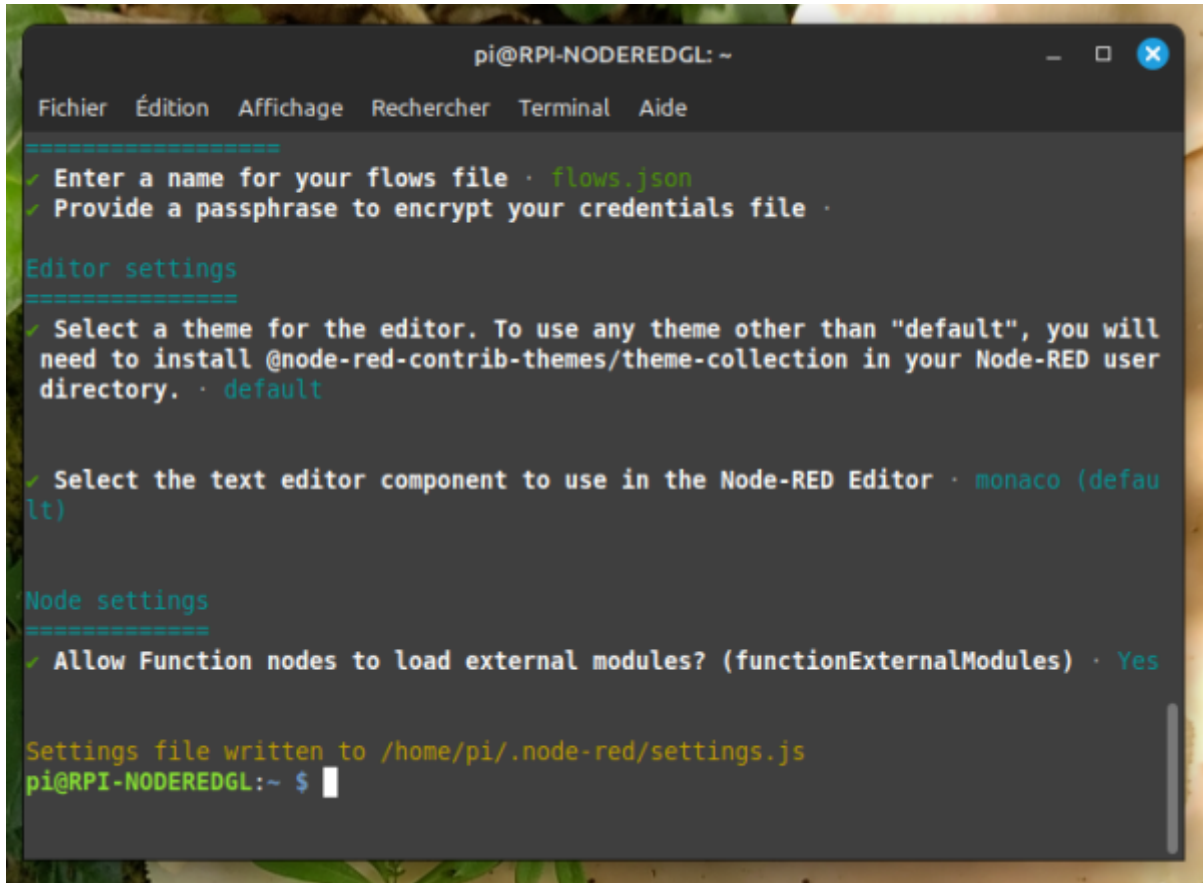 pi@RPI-NODEREDGL: ~
Fichier Édition Affichage Rechercher Terminal Aide
==================
✔ Enter a name for your flows file · flows.json
✔ Provide a passphrase to encrypt your credentials file ·
Editor settings
===============
✔ Select a theme for the editor. To use any theme other than "default", you will
need to install @node-red-contrib-themes/theme-collection in your Node-RED user
directory. · default
✔ Select the text editor component to use in the Node-RED Editor · monaco (defau
lt)
Node settings
=============
✔ Allow Function nodes to load external modules? (functionExternalModules) · Yes
Settings file written to /home/pi/.node-red/settings.js
pi@RPI-NODEREDGL:~ $